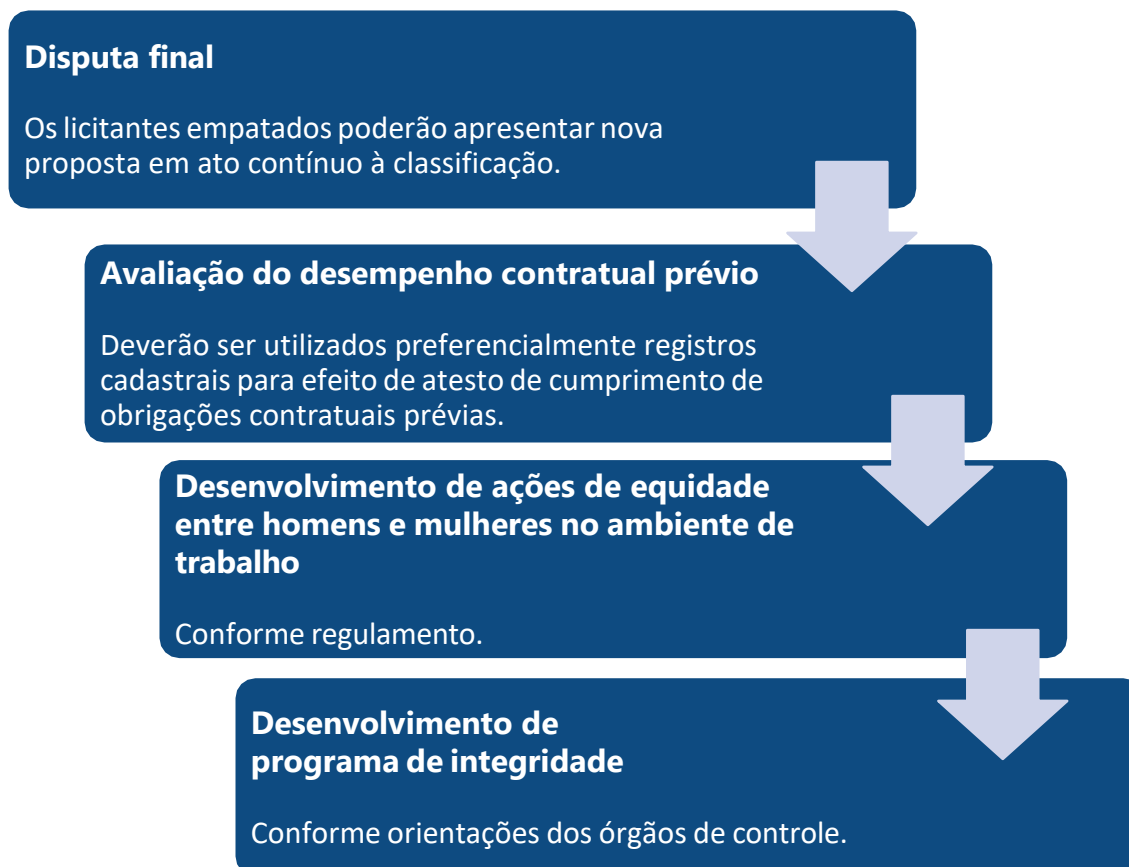 Disputa final
Os licitantes empatados poderão apresentar nova
proposta em ato contínuo à classificação.
Avaliação do desempenho contratual prévio
Deverão ser utilizados preferencialmente registros
cadastrais para efeito de atesto de cumprimento de
obrigações contratuais prévias.
Desenvolvimento de ações de equidade
entre homens e mulheres no ambiente de
trabalho
Conforme regulamento.
Desenvolvimento de
programa de integridade
Conforme orientações dos órgãos de controle.